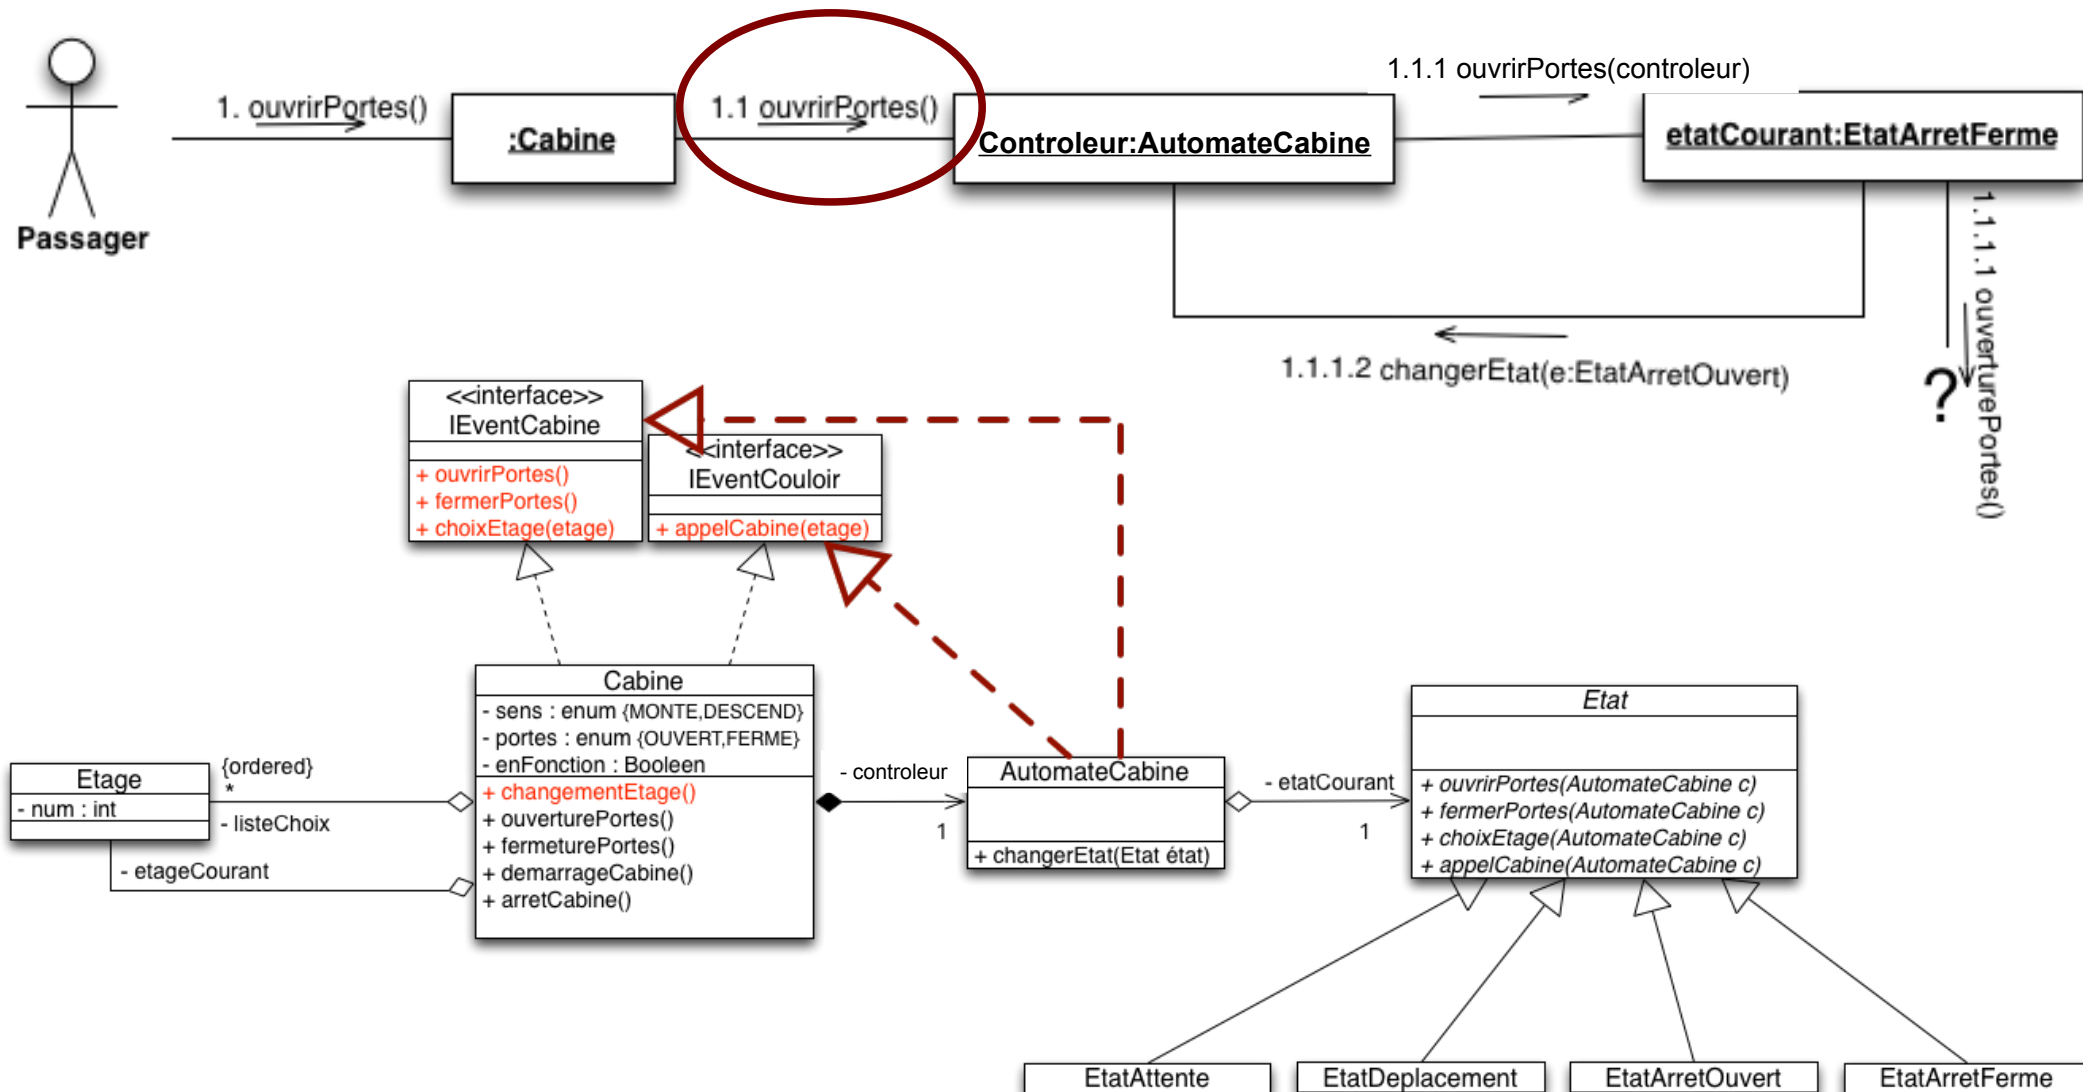 1.1.1 ouvrirPortes(controleur)
1. ouvrirPortes()
1.1 ouvrirPortes()
:Cabine
Controleur:AutomateCabine
etatCourant:EtatArretFerme
Passager
1.1.1.1 ouverturePortes()
1.1.1.2 changerEtat(e:EtatArretOuvert)
?
<<interface>>
IEventCabine
+ ouvrirPortes()
+ fermerPortes()
+ choixEtage(etage)
<<interface>>
IEventCouloir
+ appelCabine(etage)
Cabine
- sens : enum {MONTE,DESCEND}
- portes : enum {OUVERT,FERME}
- enFonction : Booleen
+ changementEtage()
+ ouverturePortes()
+ fermeturePortes()
+ demarrageCabine()
+ arretCabine()
Etage
- num : int
{ordered}
*
- listeChoix
- etageCourant
- controleur
1
AutomateCabine
+ changerEtat(Etat état)
- etatCourant
1
Etat
+ ouvrirPortes(AutomateCabine c)
+ fermerPortes(AutomateCabine c)
+ choixEtage(AutomateCabine c)
+ appelCabine(AutomateCabine c)
EtatAttente
EtatDeplacement
EtatArretOuvert
EtatArretFerme